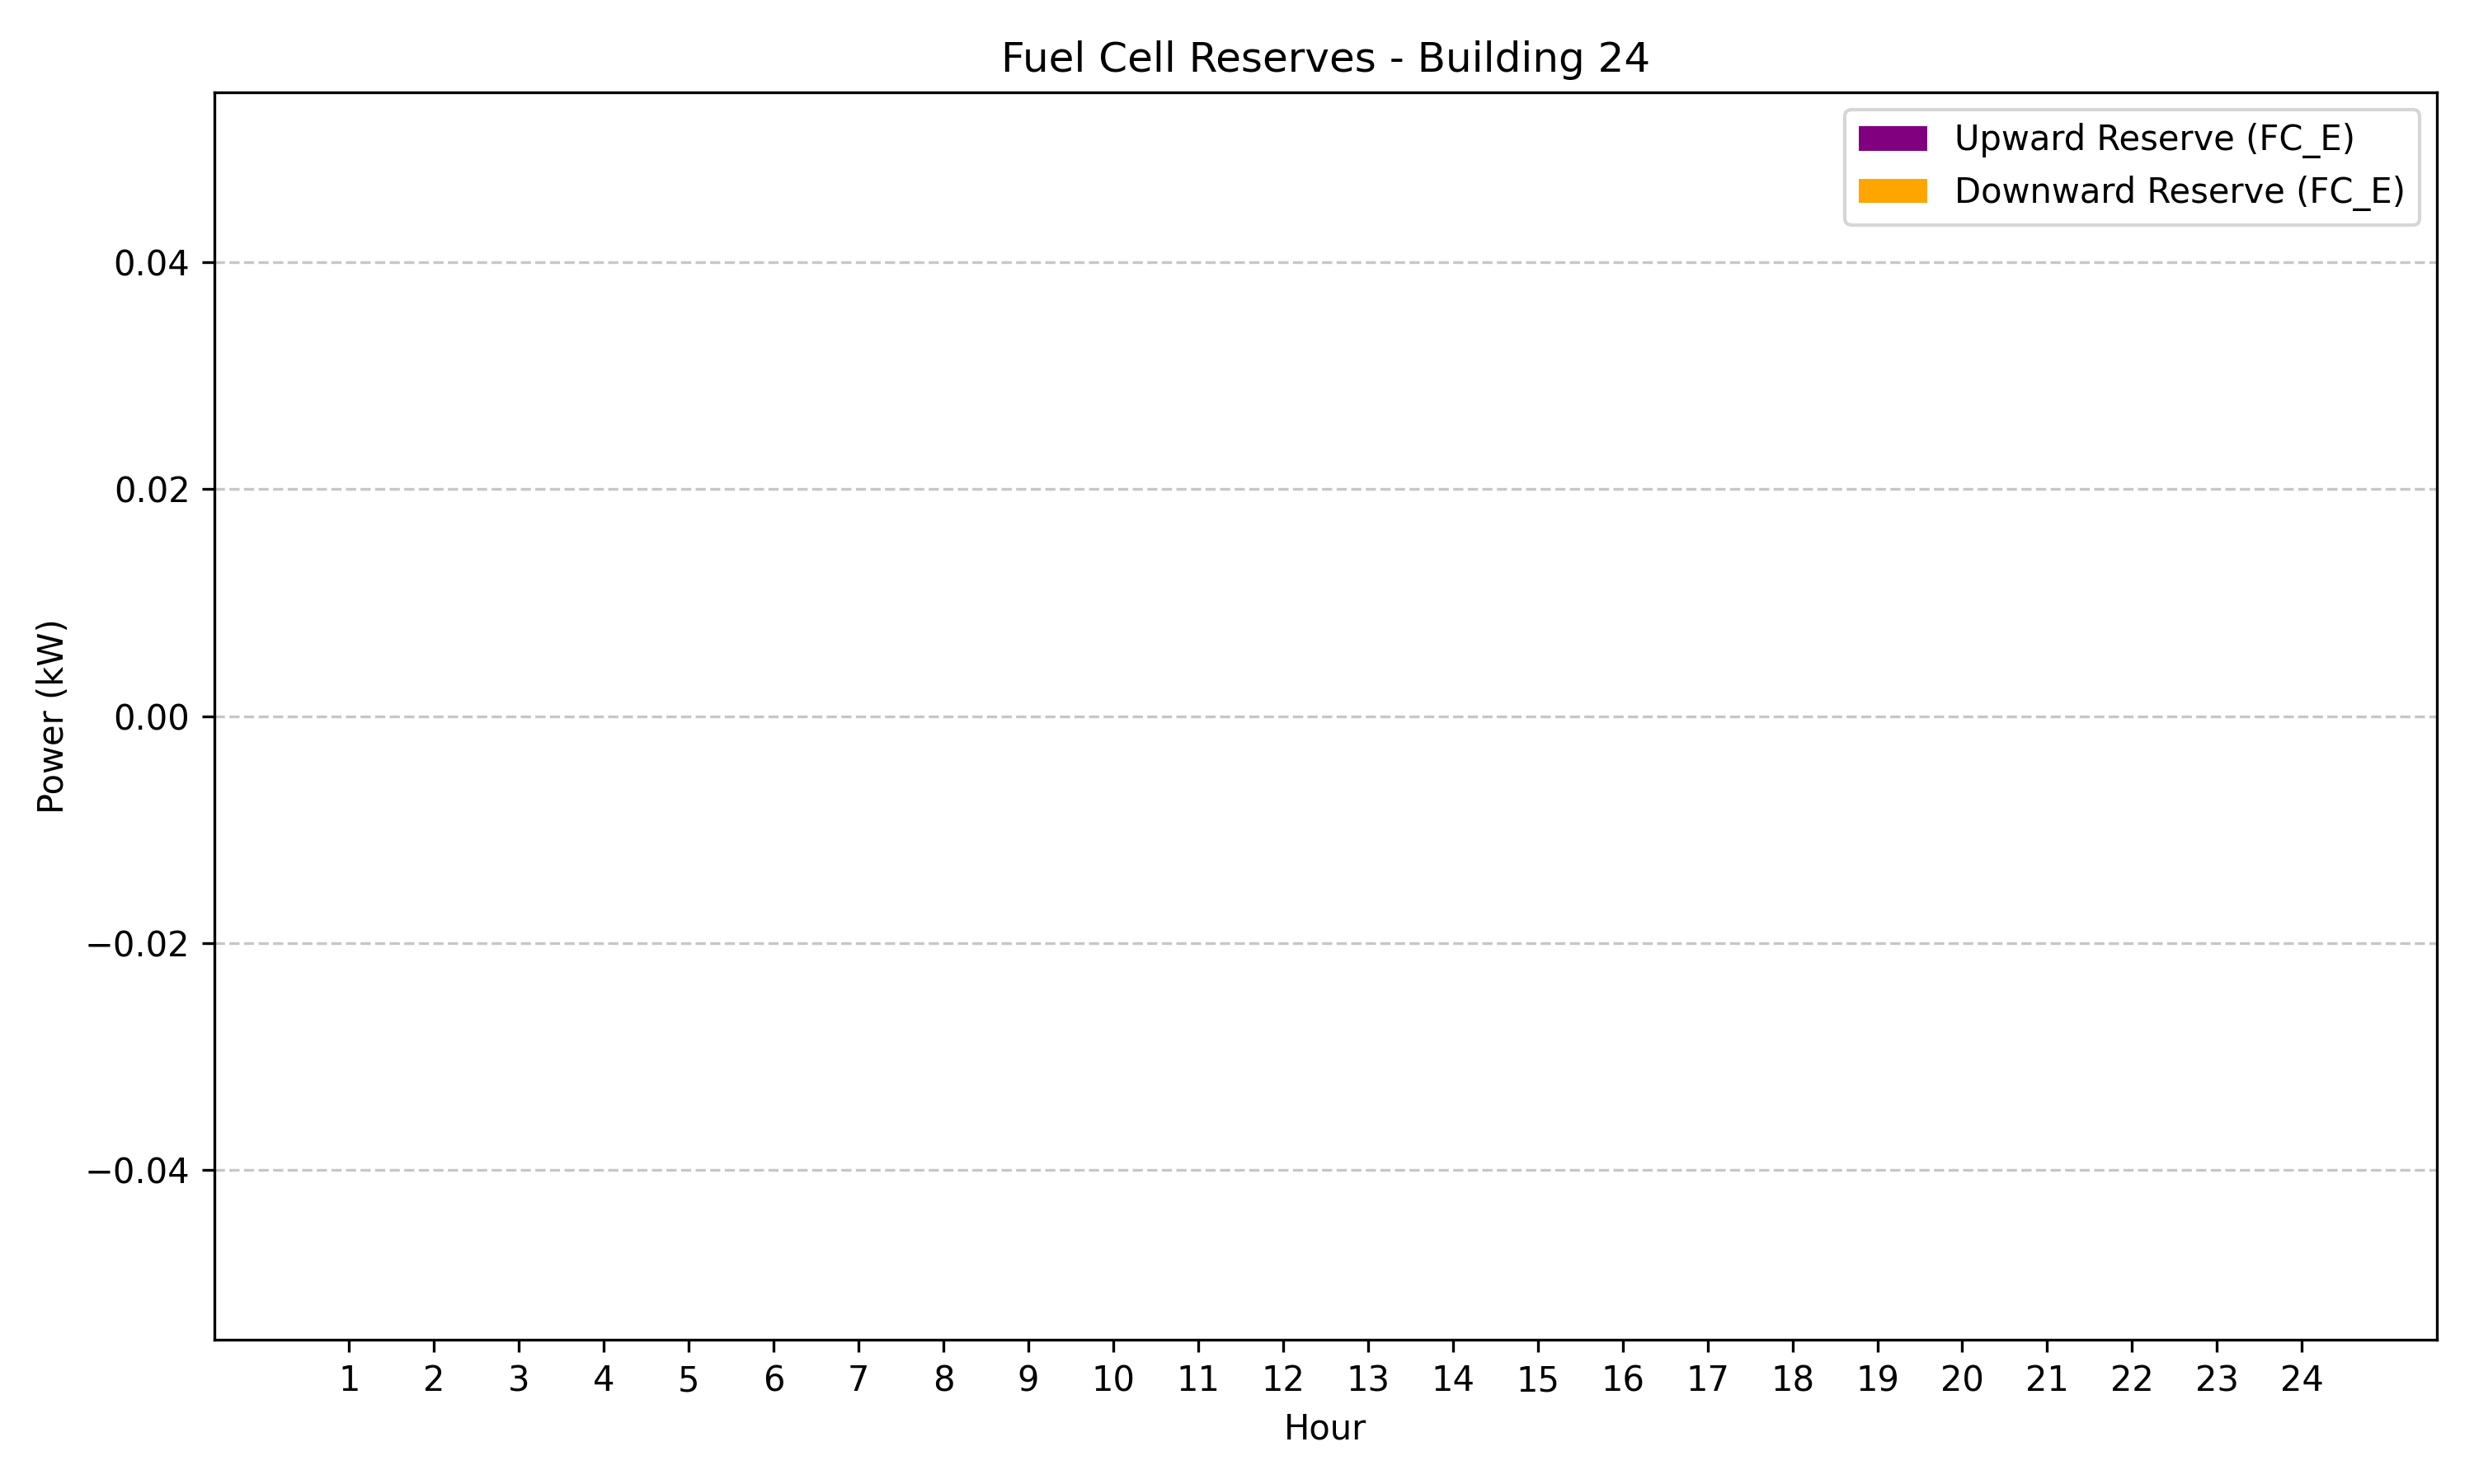 Fuel Cell Reserves - Building 24
Upward Reserve (FC_E)
Downward Reserve (FC_E)
0.04
0.02
0.00
−0.02
−0.04
Power (kW)
1 2 3 4 5 6 7 8 9 10 11 12 13 14 15 16 17 18 19 20 21 22 23 24
Hour